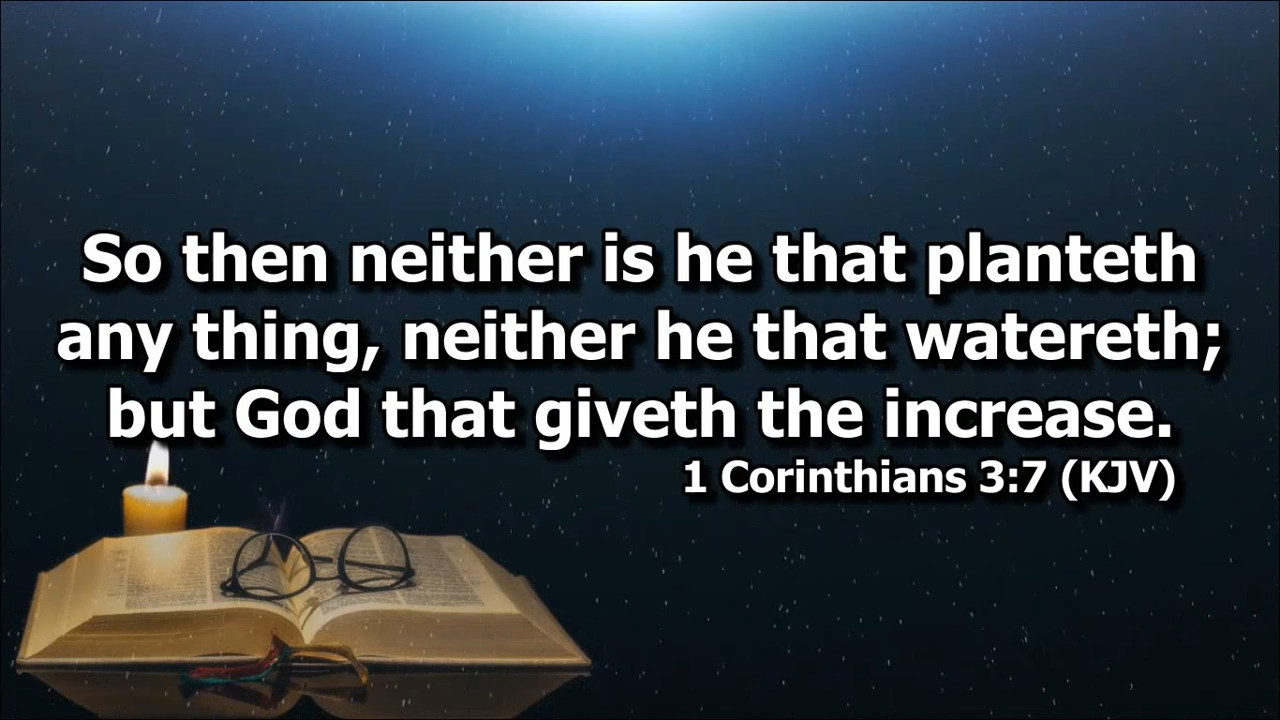 So then neither is he that planteth
any thing, neither he that watereth;
but God that giveth the increase.
1 Corinthians 3:7 (KJV)